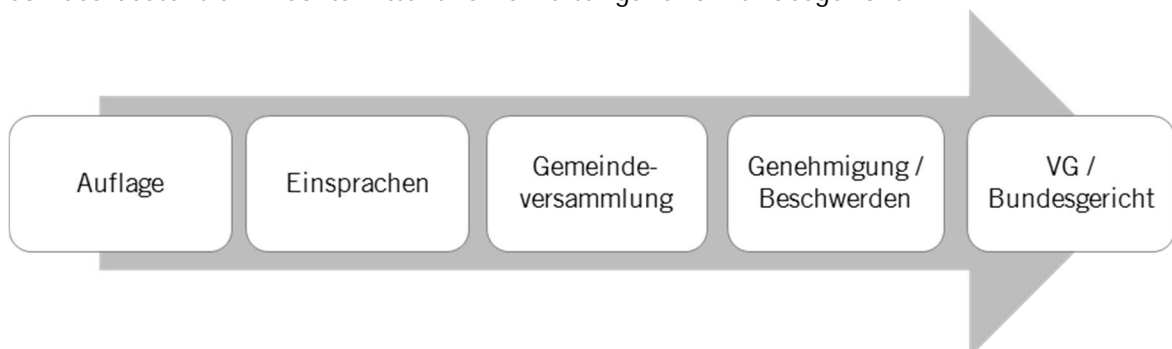 Auflage
Einsprachen
Gemeinde-
versammlung
Genehmigung /
Beschwerden
VG /
Bundesgericht